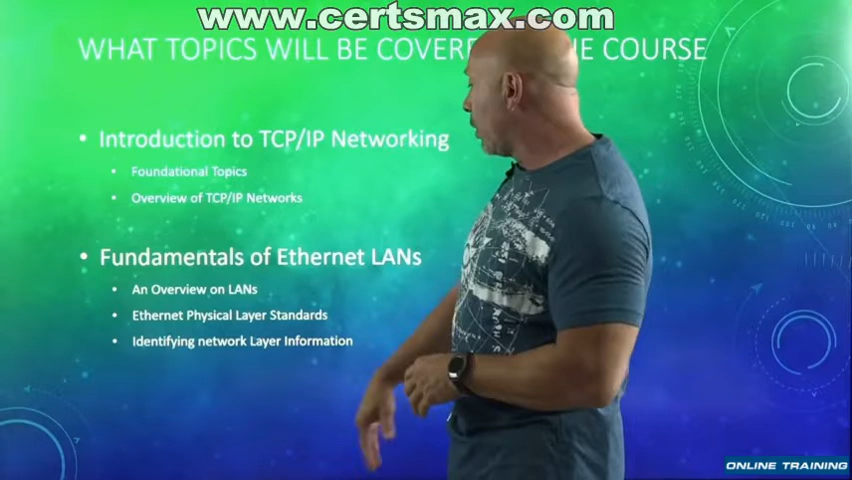 www.certsmax.com
WHAT TOPICS WILL BE COVERE E COURSE
• Introduction to TCP/IP Networking
• Foundational Topics
• Overview of TCP/IP Networks
• Fundamentals of Ethernet LANs
• An Overview on LANs
• Ethernet Physical Layer Standards
• Identifying network Layer Information
ONLINE TRAINING